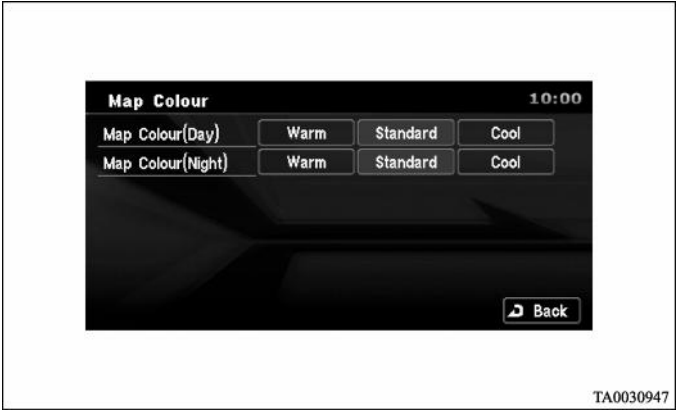 Map Colour 10:00
Map Colour(Day) Warm Standard Cool
Map Colour(Night) Warm Standard Cool
Back
TA0030947